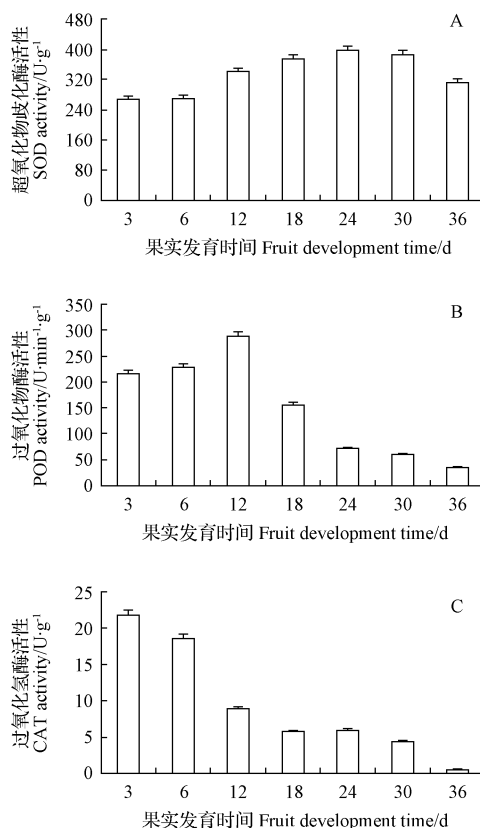 A
超氧化物歧化酶活性
SOD activity/U·g⁻¹
480
400
320
240
160
80
0
3 6 12 18 24 30 36
果实发育时间 Fruit development time/d
B
过氧化物酶活性
POD activity/U·min⁻¹·g⁻¹
350
300
250
200
150
100
50
0
3 6 12 18 24 30 36
果实发育时间 Fruit development time/d
C
过氧化氢酶活性
CAT activity/U·g⁻¹
25
20
15
10
5
0
3 6 12 18 24 30 36
果实发育时间 Fruit development time/d